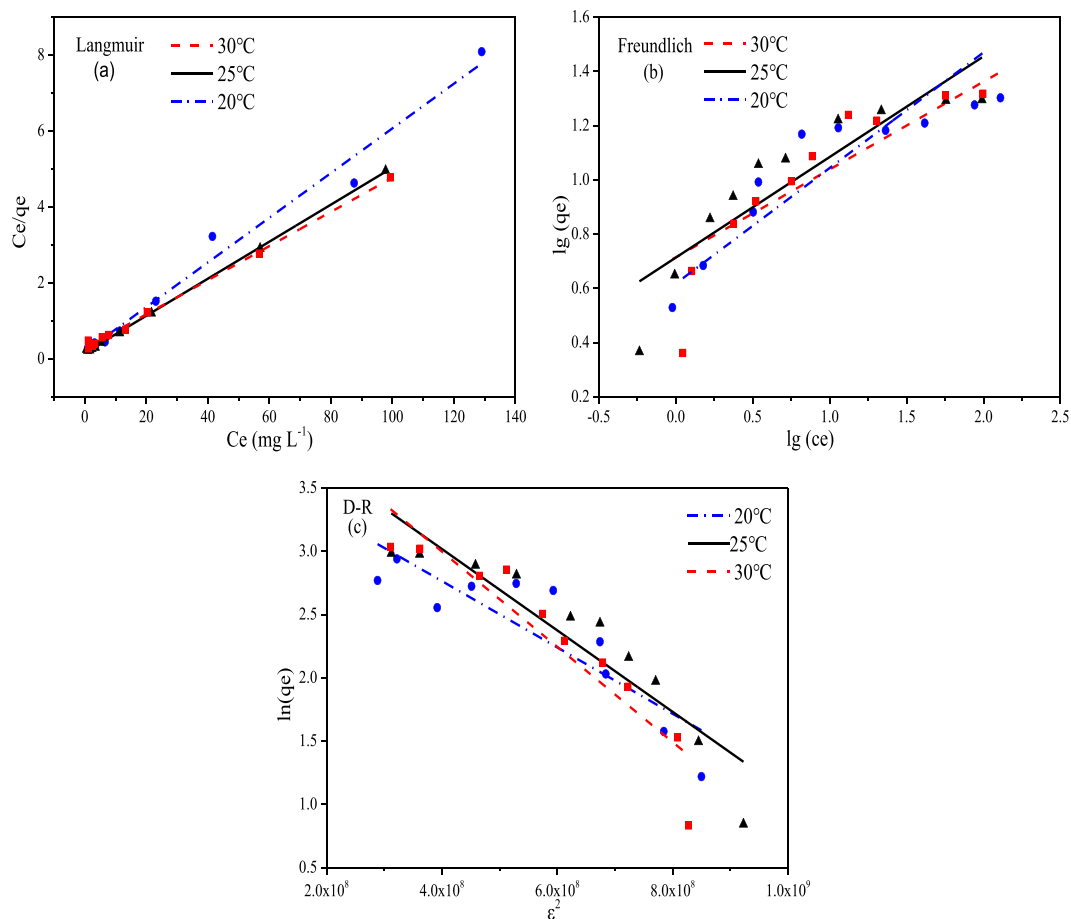 Langmuir
(a)
30℃
25℃
20℃
8
6
4
2
0
Ce/qe
0 20 40 60 80 100 120 140
Ce (mg L⁻¹)
Freundlich
(b)
30℃
25℃
20℃
1.6
1.4
1.2
1.0
0.8
0.6
0.4
0.2
lg (qe)
-0.5 0.0 0.5 1.0 1.5 2.0 2.5
lg (ce)
D-R
(c)
20℃
25℃
30℃
3.5
3.0
2.5
2.0
1.5
1.0
0.5
ln(qe)
2.0x10⁸ 4.0x10⁸ 6.0x10⁸ 8.0x10⁸ 1.0x10⁹
ε²